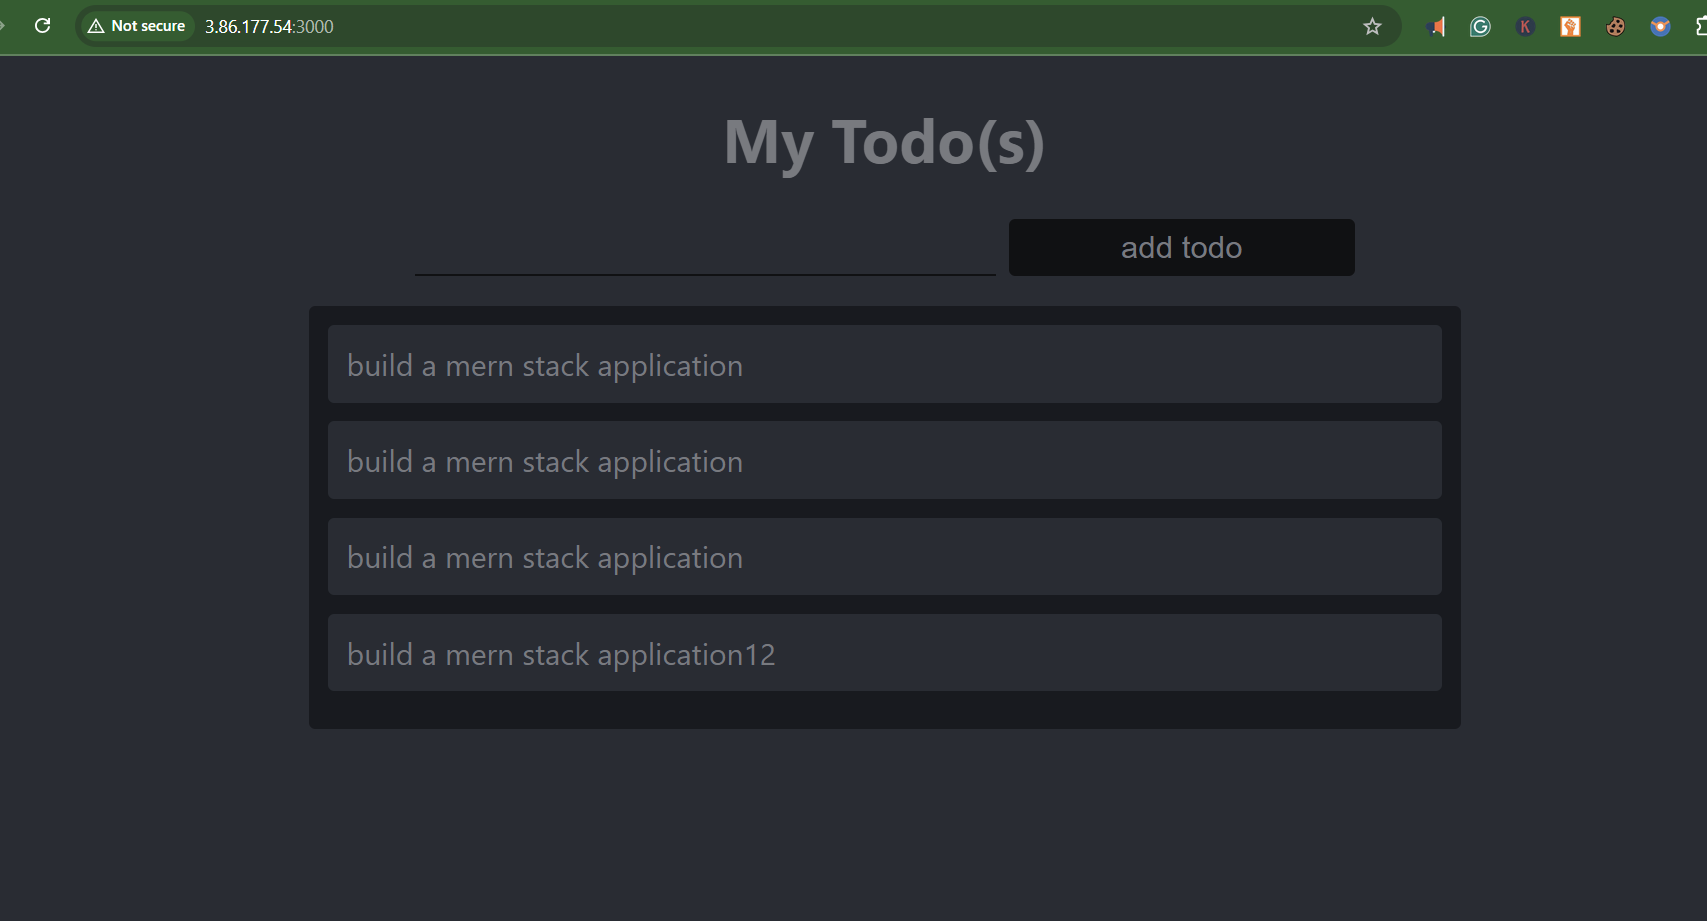 Not secure 3.86.177.54:3000
My Todo(s)
add todo
build a mern stack application
build a mern stack application
build a mern stack application
build a mern stack application12